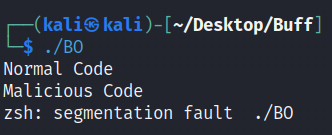 ┌──(kali㉿kali)-[~/Desktop/Buff]
└─$ ./BO
Normal Code
Malicious Code
zsh: segmentation fault  ./BO